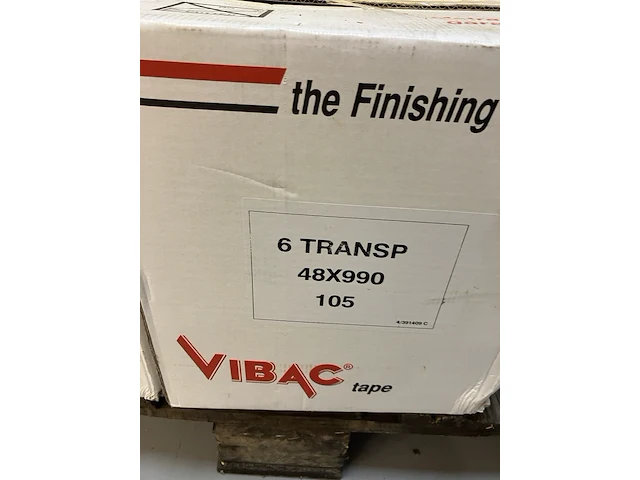 the Finishing
6 TRANSP
48X990
105
VIBAC® tape